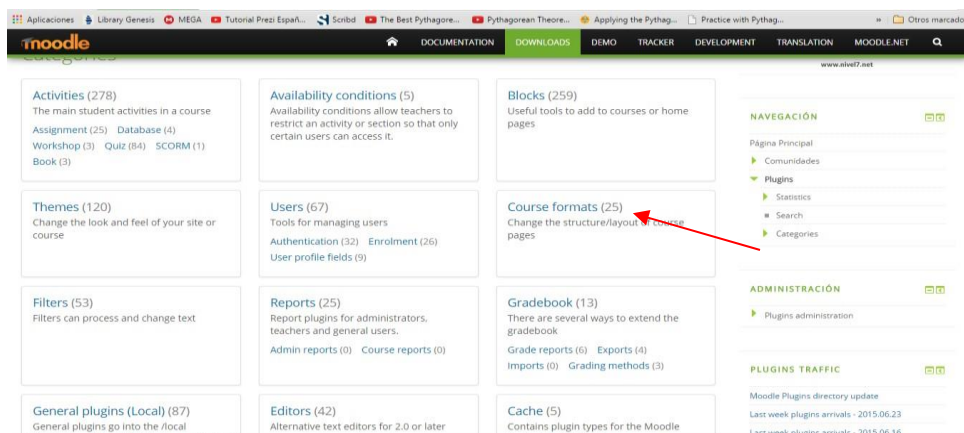 Aplicaciones Library Genesis MEGA Tutorial Prezi Españ... Scribd The Best Pythagore... Pythagorean Theore... Applying the Pythag... Practice with Pythag... » Otros marcado
moodle DOCUMENTATION DOWNLOADS DEMO TRACKER DEVELOPMENT TRANSLATION MOODLE.NET
Categories
Activities (278)
The main student activities in a course
Assignment (25) Database (4)
Workshop (3) Quiz (84) SCORM (1)
Book (3)
Availability conditions (5)
Availability conditions allow teachers to
restrict an activity or section so that only
certain users can access it.
Blocks (259)
Useful tools to add to courses or home
pages
Themes (120)
Change the look and feel of your site or
course
Users (67)
Tools for managing users
Authentication (32) Enrolment (26)
User profile fields (9)
Course formats (25)
Change the structure/layout of course
pages
Filters (53)
Filters can process and change text
Reports (25)
Report plugins for administrators,
teachers and general users.
Admin reports (0) Course reports (0)
Gradebook (13)
There are several ways to extend the
gradebook
Grade reports (6) Exports (4)
Imports (0) Grading methods (3)
General plugins (Local) (87)
General plugins go into the /local
Editors (42)
Alternative text editors for 2.0 or later
Cache (5)
Contains plugin types for the Moodle
www.nivel7.net
NAVEGACIÓN
Página Principal
Comunidades
Plugins
Statistics
Search
Categories
ADMINISTRACIÓN
Plugins administration
PLUGINS TRAFFIC
Moodle Plugins directory update
Last week plugins arrivals - 2015.06.23
Last week plugins arrivals - 2015.06.16